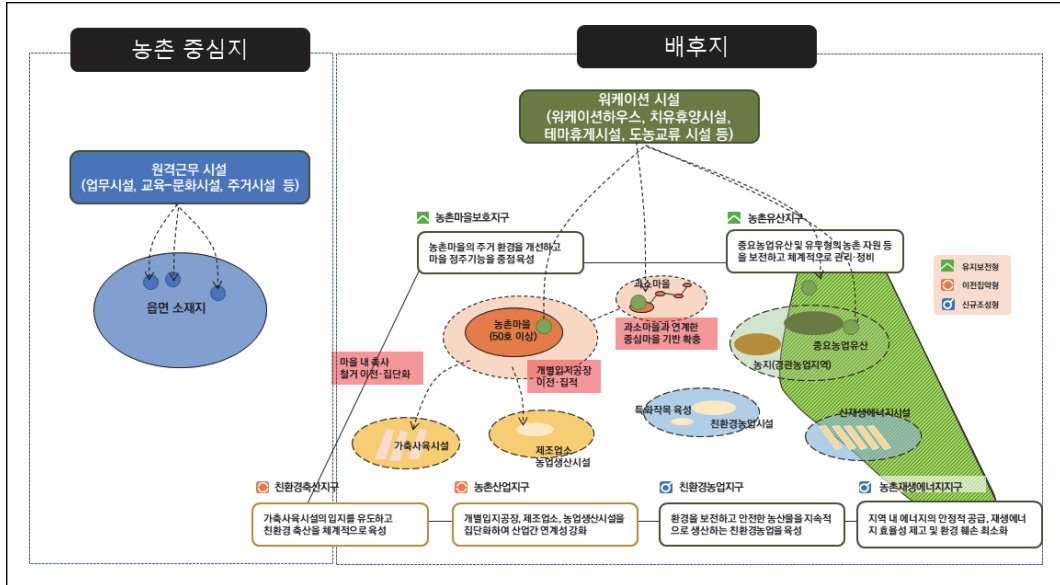 농촌 중심지
배후지
원격근무 시설
(업무시설, 교육-문화시설, 주거시설 등)
읍면 소재지
워케이션 시설
(워케이션하우스, 치유휴양시설,
테마휴게시설, 도농교류 시설 등)
농촌마을보호지구
농촌마을의 주거 환경을 개선하고
마을 정주기능을 중점 육성
농촌유산지구
중요농업유산 및 유무형의 농촌 자원 등
을 보전하고 체계적으로 관리·정비
유지보전형
이전집약형
신규조성형
과소마을
농촌마을
(50호 이상)
과소마을과 연계한
중심마을 기반 확충
마을 내 축사
철거 이전·집단화
개별입저공장
이전·집적
중요농업유산
농지(경관농업지역)
가축사육시설
제조업소
농업생산시설
특화작목 육성
친환경농업시설
신재생에너지시설
친환경축산지구
가축사육시설의 입지를 유도하고
친환경 축산을 체계적으로 육성
농촌산업지구
개별입지공장, 제조업소, 농업생산시설을
집단화하여 산업간 연계성 강화
친환경농업지구
환경을 보전하고 안전한 농산물을 지속적
으로 생산하는 친환경농업을 육성
농촌재생에너지지구
지역 내 에너지의 안정적 공급, 재생에너
지 효율성 제고 및 환경 훼손 최소화